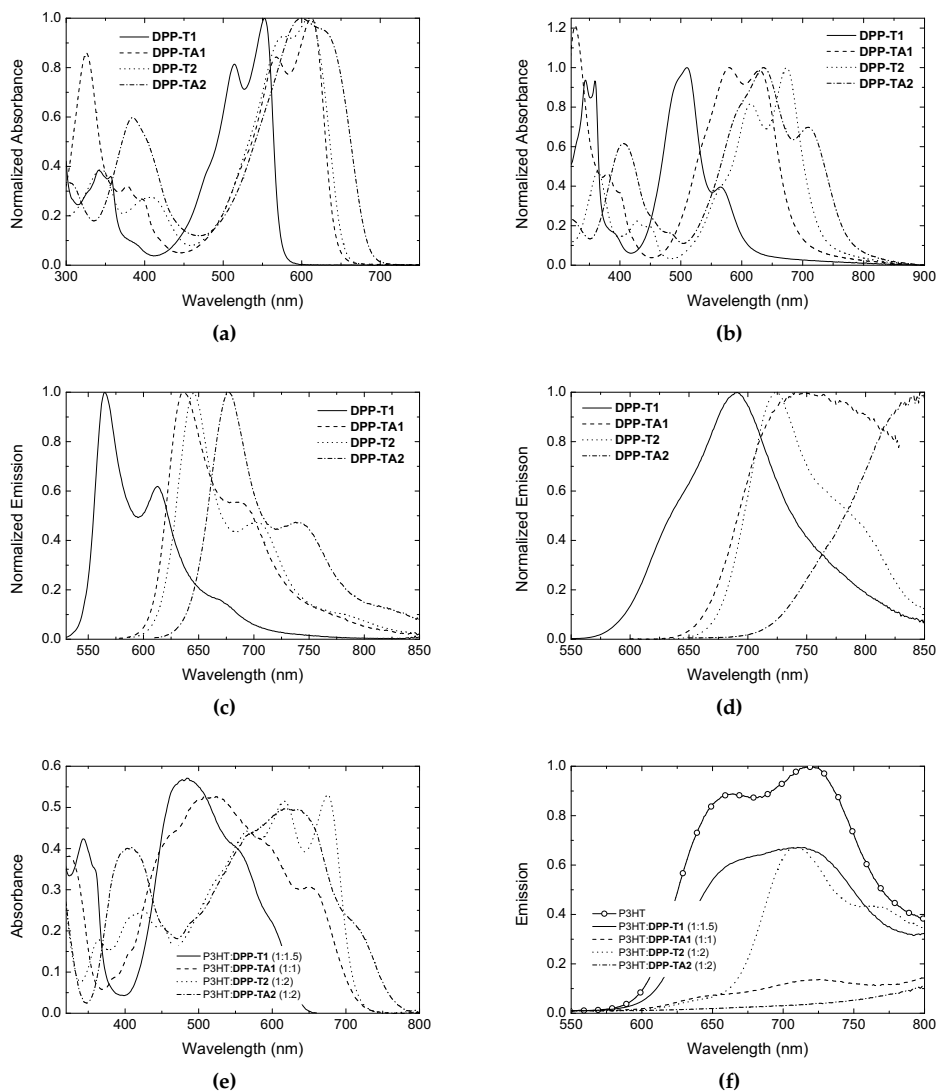 1.0
0.8
0.6
0.4
0.2
0.0
300 400 500 600 700
Normalized Absorbance
Wavelength (nm)
DPP-T1
DPP-TA1
DPP-T2
DPP-TA2
(a)
1.2
1.0
0.8
0.6
0.4
0.2
0.0
400 500 600 700 800 900
Normalized Absorbance
Wavelength (nm)
DPP-T1
DPP-TA1
DPP-T2
DPP-TA2
(b)
1.0
0.8
0.6
0.4
0.2
0.0
550 600 650 700 750 800 850
Normalized Emission
Wavelength (nm)
DPP-T1
DPP-TA1
DPP-T2
DPP-TA2
(c)
1.0
0.8
0.6
0.4
0.2
0.0
550 600 650 700 750 800 850
Normalized Emisson
Wavelength (nm)
DPP-T1
DPP-TA1
DPP-T2
DPP-TA2
(d)
0.6
0.5
0.4
0.3
0.2
0.1
0.0
400 500 600 700 800
Absorbance
Wavelength (nm)
P3HT:DPP-T1 (1:1.5)
P3HT:DPP-TA1 (1:1)
P3HT:DPP-T2 (1:2)
P3HT:DPP-TA2 (1:2)
(e)
1.0
0.8
0.6
0.4
0.2
0.0
550 600 650 700 750 800
Emission
Wavelength (nm)
P3HT
P3HT:DPP-T1 (1:1.5)
P3HT:DPP-TA1 (1:1)
P3HT:DPP-T2 (1:2)
P3HT:DPP-TA2 (1:2)
(f)